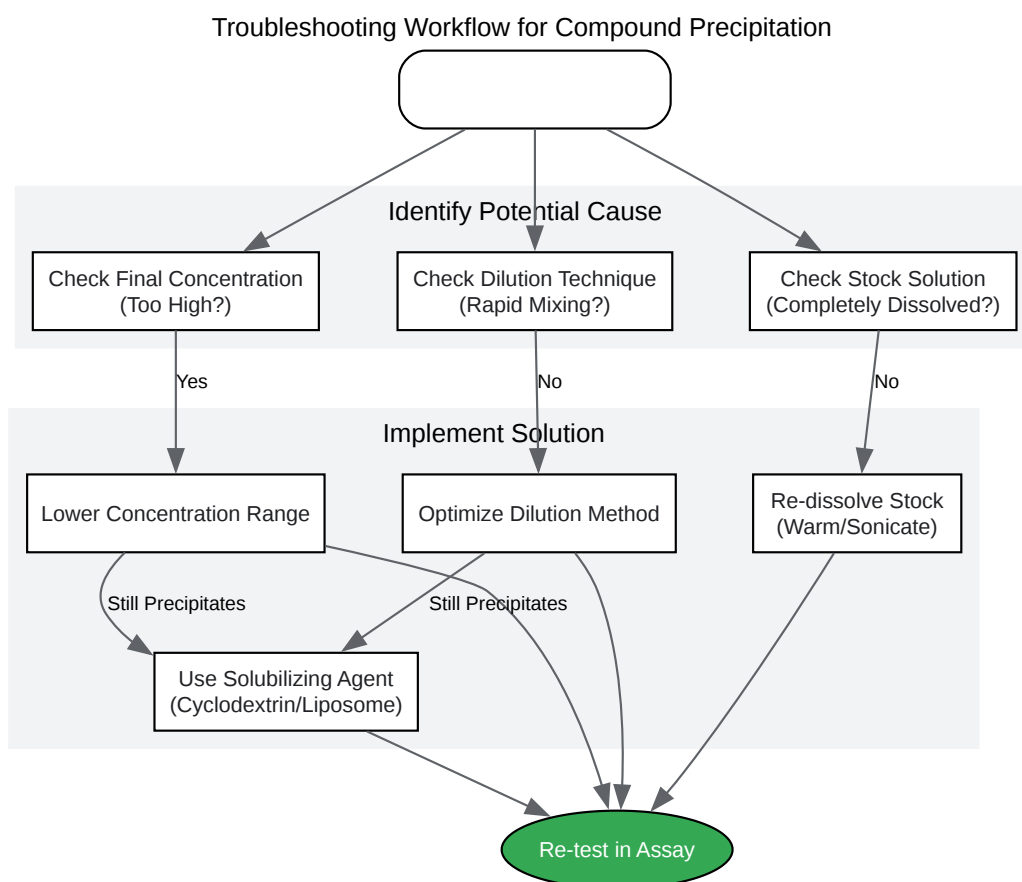 Troubleshooting Workflow for Compound Precipitation
Identify Potential Cause
Check Final Concentration
(Too High?)
Check Dilution Technique
(Rapid Mixing?)
Check Stock Solution
(Completely Dissolved?)
Yes
No
No
Implement Solution
Lower Concentration Range
Optimize Dilution Method
Re-dissolve Stock
(Warm/Sonicate)
Still Precipitates
Still Precipitates
Use Solubilizing Agent
(Cyclodextrin/Liposome)
Re-test in Assay